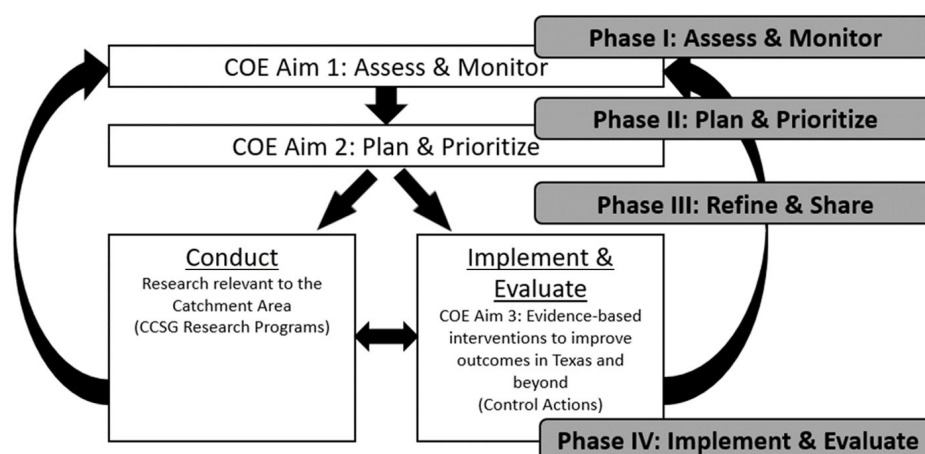 Phase I: Assess & Monitor
COE Aim 1: Assess & Monitor
Phase II: Plan & Prioritize
COE Aim 2: Plan & Prioritize
Phase III: Refine & Share
Conduct
Research relevant to the
Catchment Area
(CCSG Research Programs)
Implement &
Evaluate
COE Aim 3: Evidence-based
interventions to improve
outcomes in Texas and
beyond
(Control Actions)
Phase IV: Implement & Evaluate